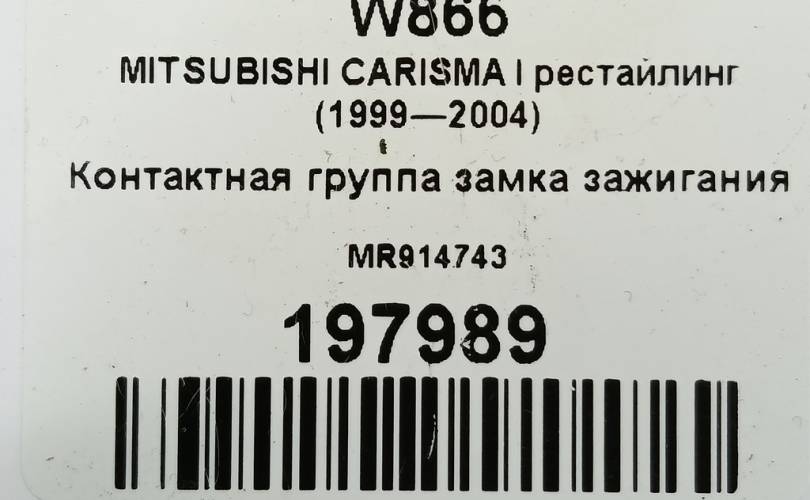 W866
MITSUBISHI CARISMA I рестайлинг
(1999—2004)
Контактная группа замка зажигания
MR914743
197989